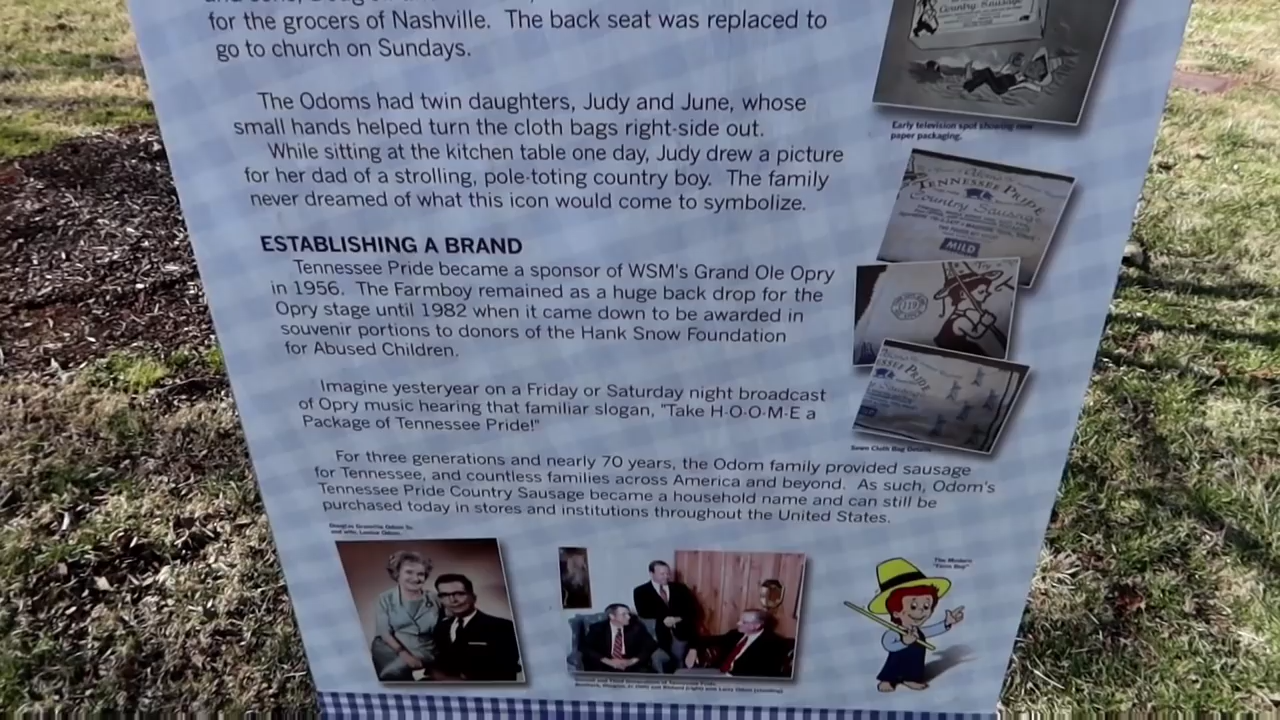 for the grocers of Nashville. The back seat was replaced to
go to church on Sundays.
The Odoms had twin daughters, Judy and June, whose
small hands helped turn the cloth bags right-side out.
While sitting at the kitchen table one day, Judy drew a picture
for her dad of a strolling, pole-toting country boy. The family
never dreamed of what this icon would come to symbolize.
ESTABLISHING A BRAND
Tennessee Pride became a sponsor of WSM's Grand Ole Opry
in 1956. The Farmboy remained as a huge back drop for the
Opry stage until 1982 when it came down to be awarded in
souvenir portions to donors of the Hank Snow Foundation
for Abused Children.
Imagine yesteryear on a Friday or Saturday night broadcast
of Opry music hearing that familiar slogan, "Take H-O-O-M-E a
Package of Tennessee Pride!"
For three generations and nearly 70 years, the Odom family provided sausage
for Tennessee, and countless families across America and beyond. As such, Odom's
Tennessee Pride Country Sausage became a household name and can still be
purchased today in stores and institutions throughout the United States.
Country Sausage
Early television spot showing new
paper packaging.
TENNESSEE PRIDE
Country Sausage
MILD
Sewn Cloth Bag
and wife, Louise Odom.
The Modern
"Farm Boy"